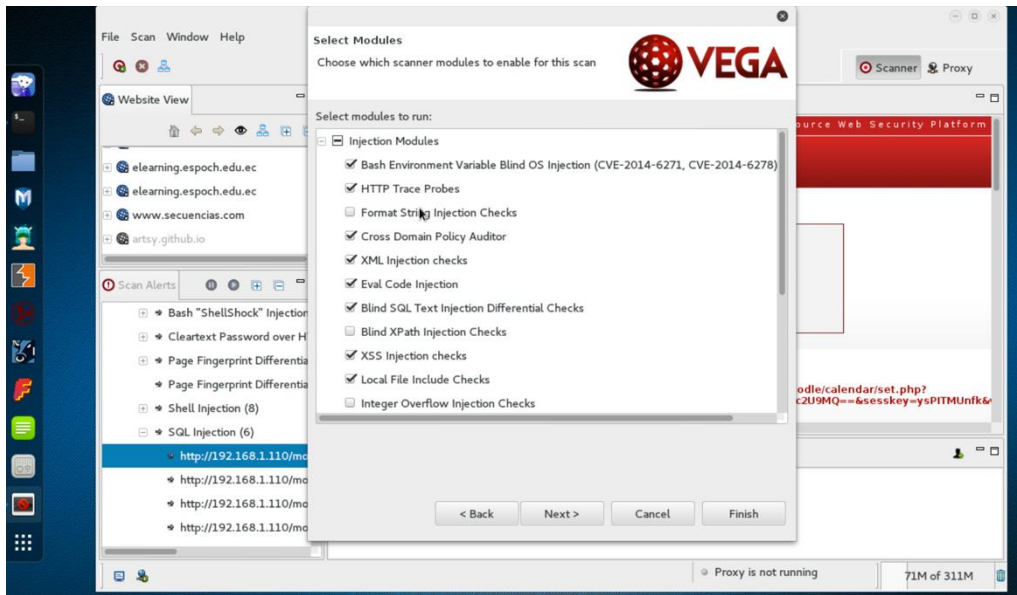 File Scan Window Help
Scanner
Proxy
Website View
elearning.espoch.edu.ec
elearning.espoch.edu.ec
www.secuencias.com
artsy.github.io
Scan Alerts
Bash "ShellShock" Injection
Cleartext Password over H
Page Fingerprint Differentia
Page Fingerprint Differentia
Shell Injection (8)
SQL Injection (6)
http://192.168.1.110/mo
http://192.168.1.110/mo
http://192.168.1.110/mo
http://192.168.1.110/mo
Select Modules
Choose which scanner modules to enable for this scan
VEGA
Select modules to run:
Injection Modules
Bash Environment Variable Blind OS Injection (CVE-2014-6271, CVE-2014-6278)
HTTP Trace Probes
Format String Injection Checks
Cross Domain Policy Auditor
XML Injection checks
Eval Code Injection
Blind SQL Text Injection Differential Checks
Blind XPath Injection Checks
XSS Injection checks
Local File Include Checks
Integer Overflow Injection Checks
< Back
Next >
Cancel
Finish
ource Web Security Platform
odle/calendar/set.php?
c2U9MQ==&sesskey=ysPITMUnfk&
Proxy is not running
71M of 311M